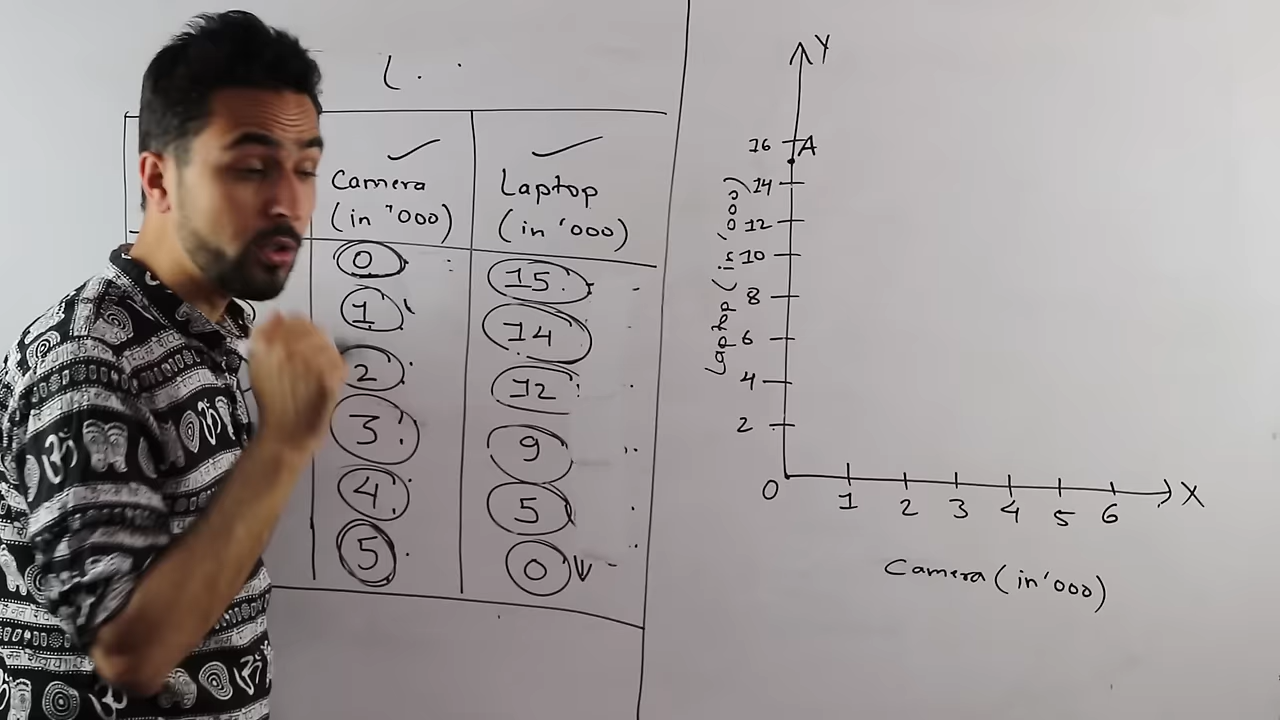 Camera
(in '000)
Laptop
(in '000)
0 15
1 14
2 12
3 9
4 5
5 0
Y
16 A
14
12
10
8
6
4
2
Laptop (in '000)
0 1 2 3 4 5 6 X
Camera (in '000)